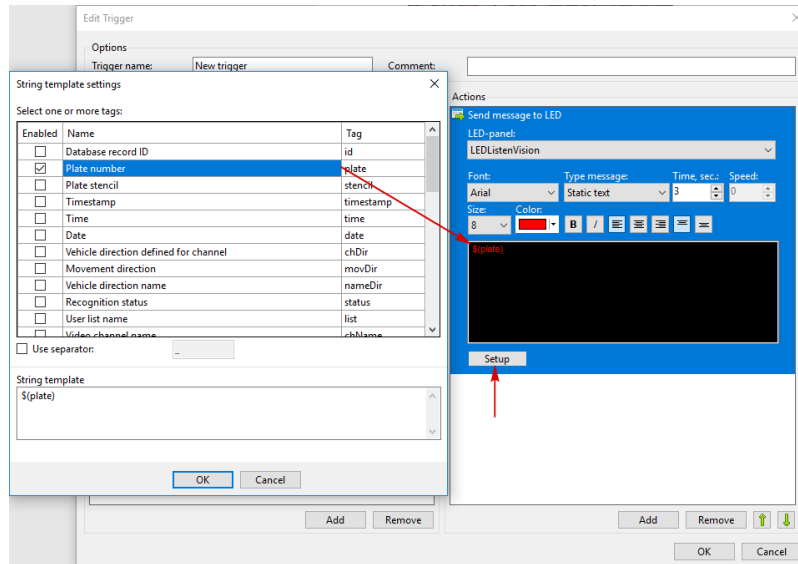 Edit Trigger
Options
Trigger name: New trigger Comment:
String template settings
Select one or more tags:
Enabled Name Tag
Database record ID id
Plate number plate
Plate stencil stencil
Timestamp timestamp
Time time
Date date
Vehicle direction defined for channel chDir
Movement direction movDir
Vehicle direction name nameDir
Recognition status status
User list name list
Video channel name chName
Use separator: _
String template
$(plate)
OK Cancel
Add Remove
Actions
Send message to LED
LED-panel:
LEDListenVision
Font: Type message: Time, sec.: Speed:
Arial Static text 3 0
Size: Color:
8 B I
$(plate)
Setup
Add Remove
OK Cancel